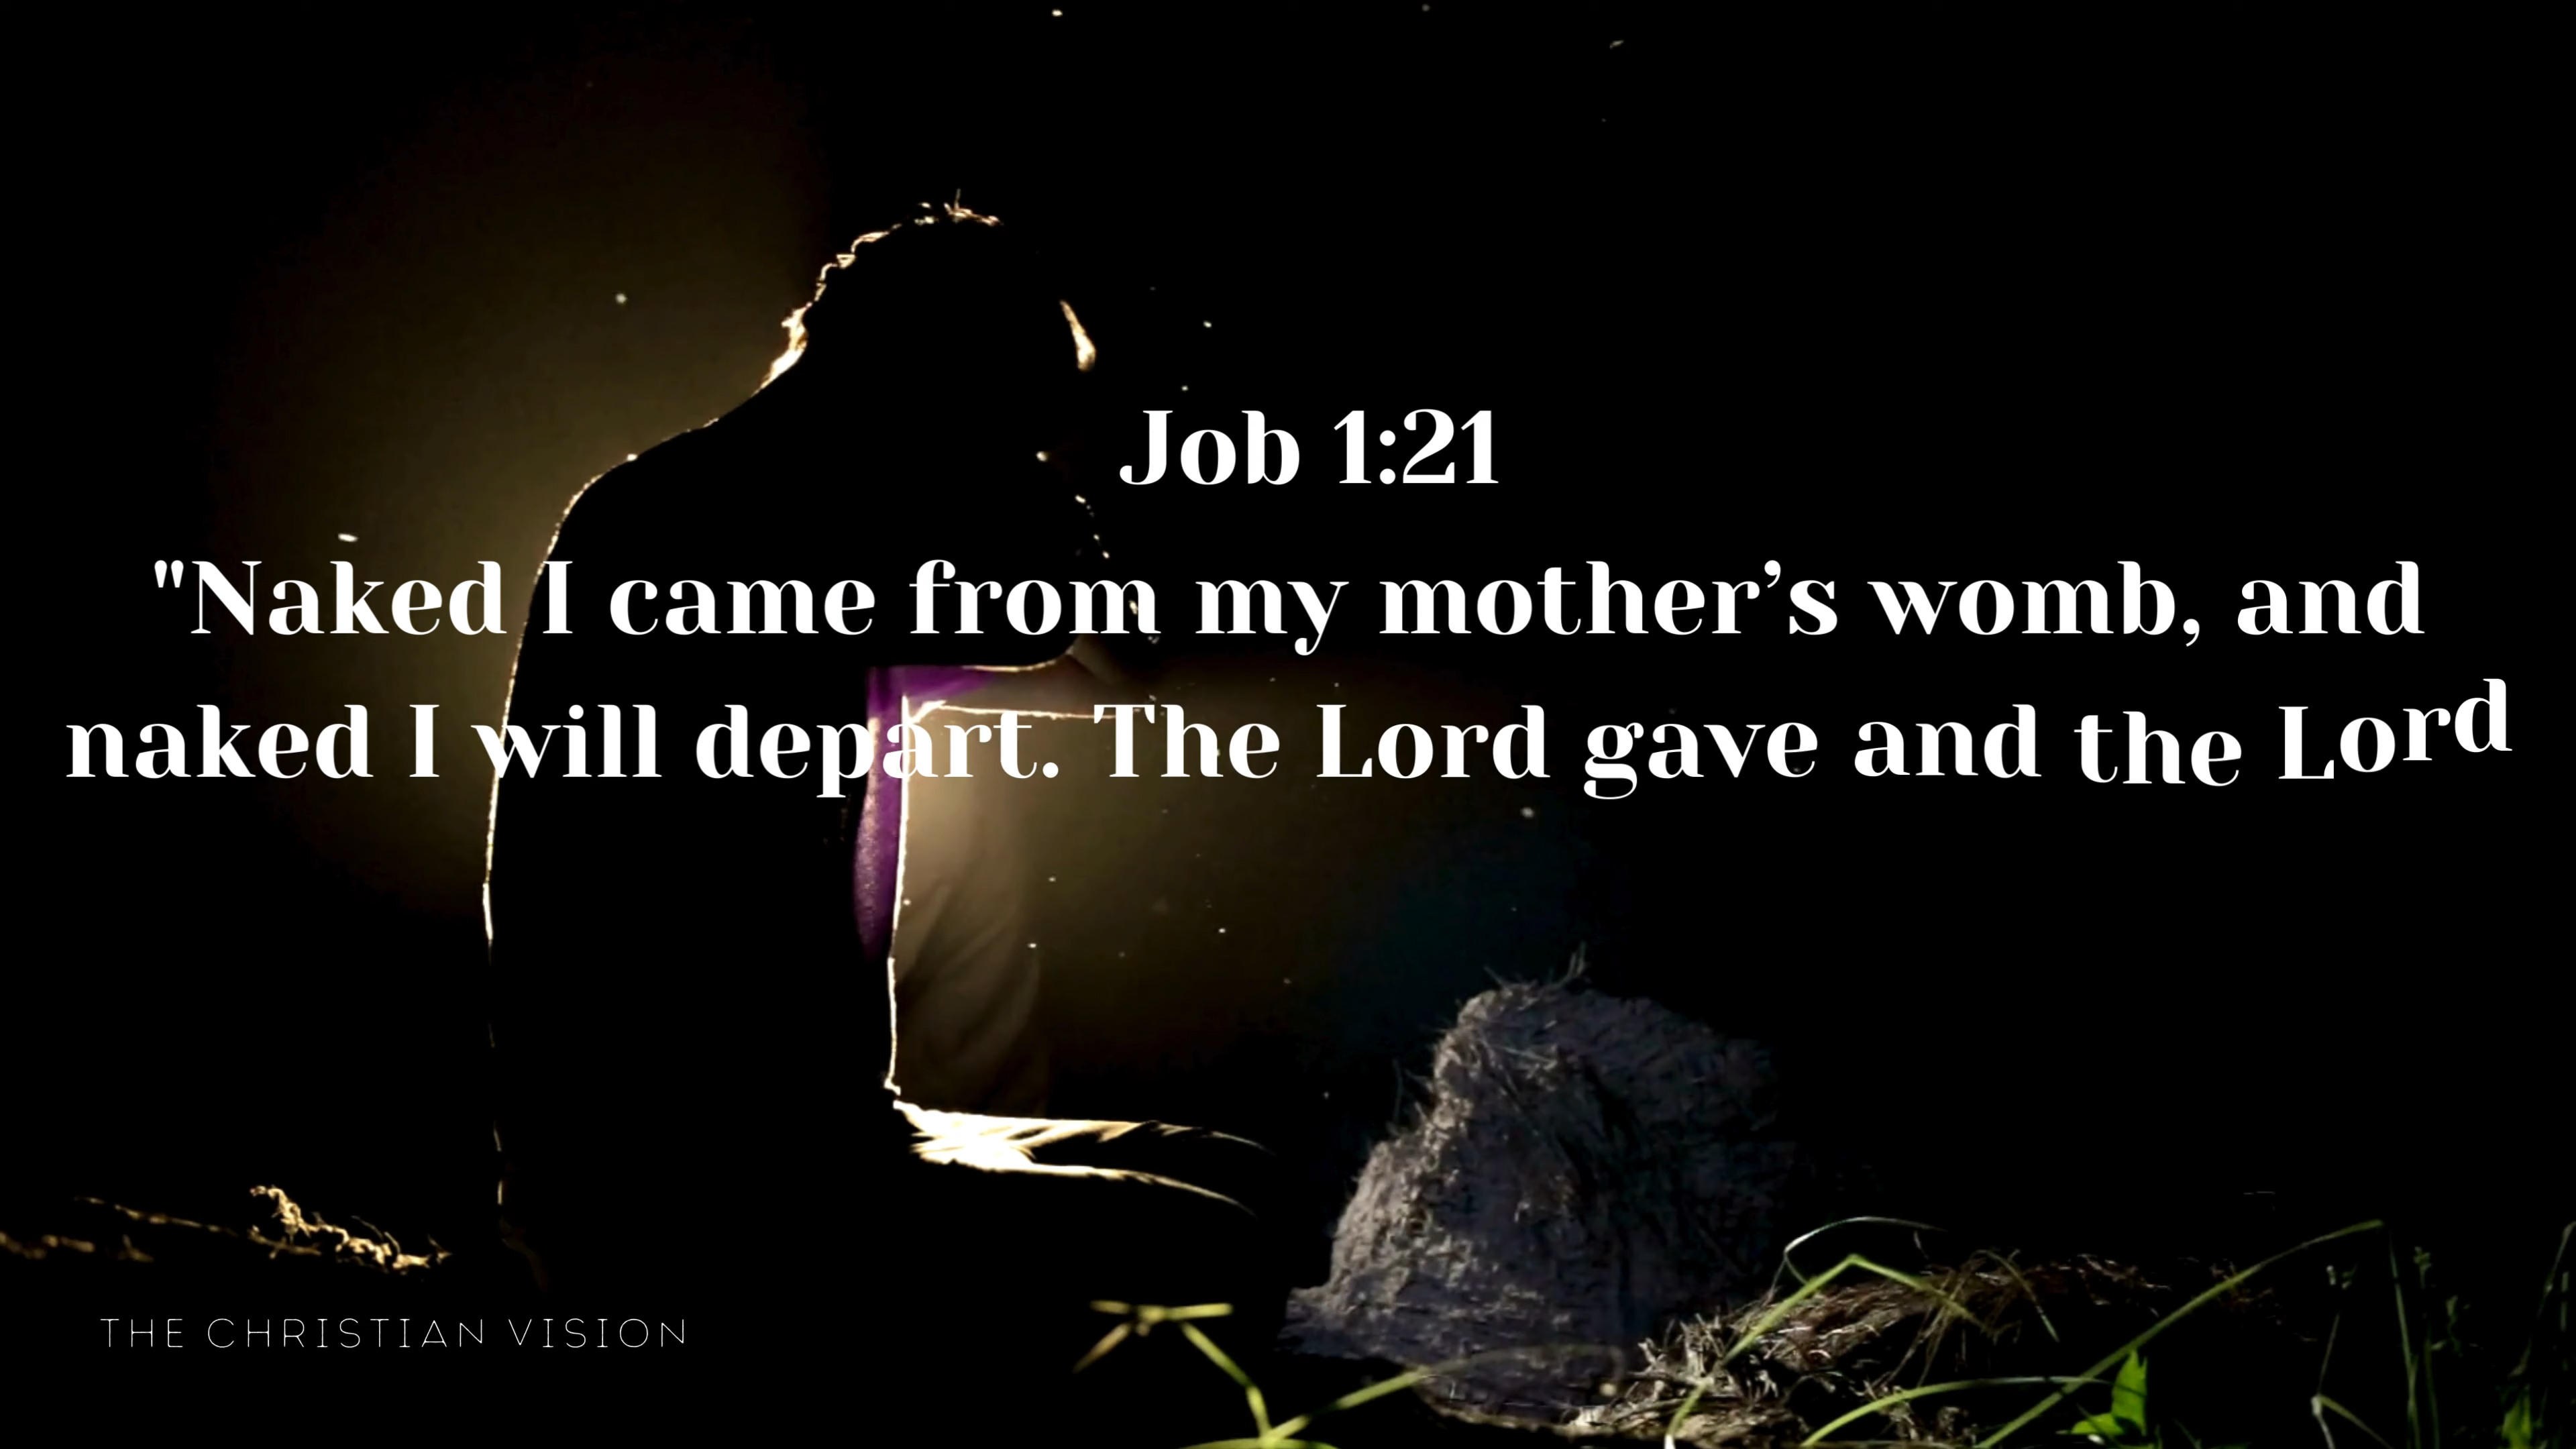 Job 1:21
"Naked I came from my mother’s womb, and
naked I will depart. The Lord gave and the Lord
THE CHRISTIAN VISION